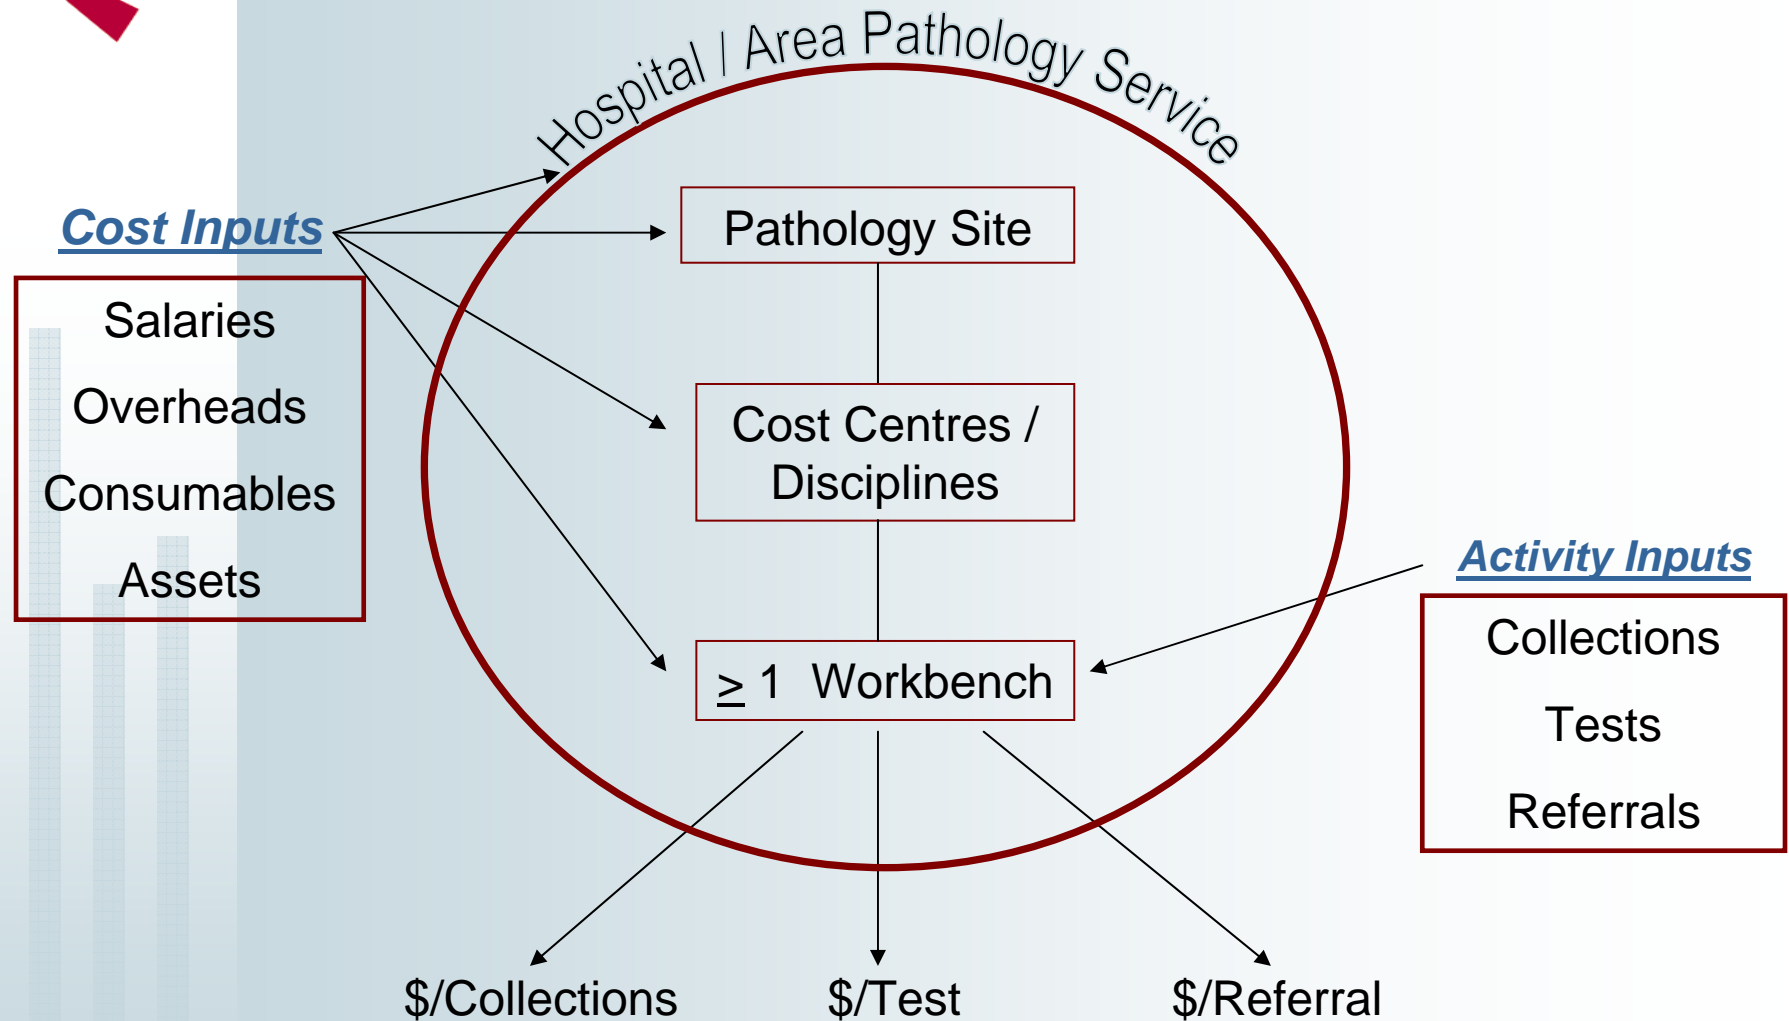 Hospital / Area Pathology Service
Cost Inputs
Salaries
Overheads
Consumables
Assets
Pathology Site
Cost Centres /
Disciplines
≥ 1 Workbench
Activity Inputs
Collections
Tests
Referrals
$/Collections
$/Test
$/Referral